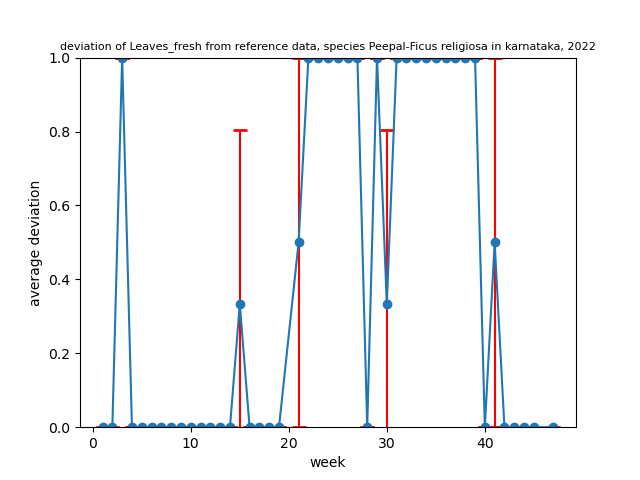 deviation of Leaves_fresh from reference data, species Peepal-Ficus religiosa in karnataka, 2022
1.0
0.8
0.6
0.4
0.2
0.0
average deviation
0 10 20 30 40
week